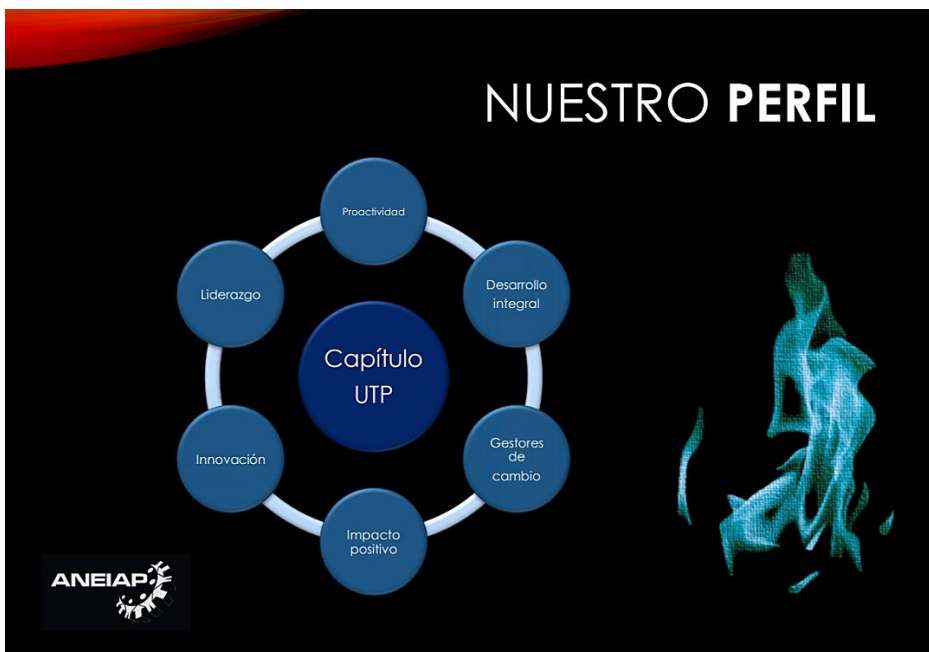 NUESTRO PERFIL
Proactividad
Desarrollo
integral
Gestores
de
cambio
Impacto
positivo
Innovación
Liderazgo
Capítulo
UTP
ANEIAP